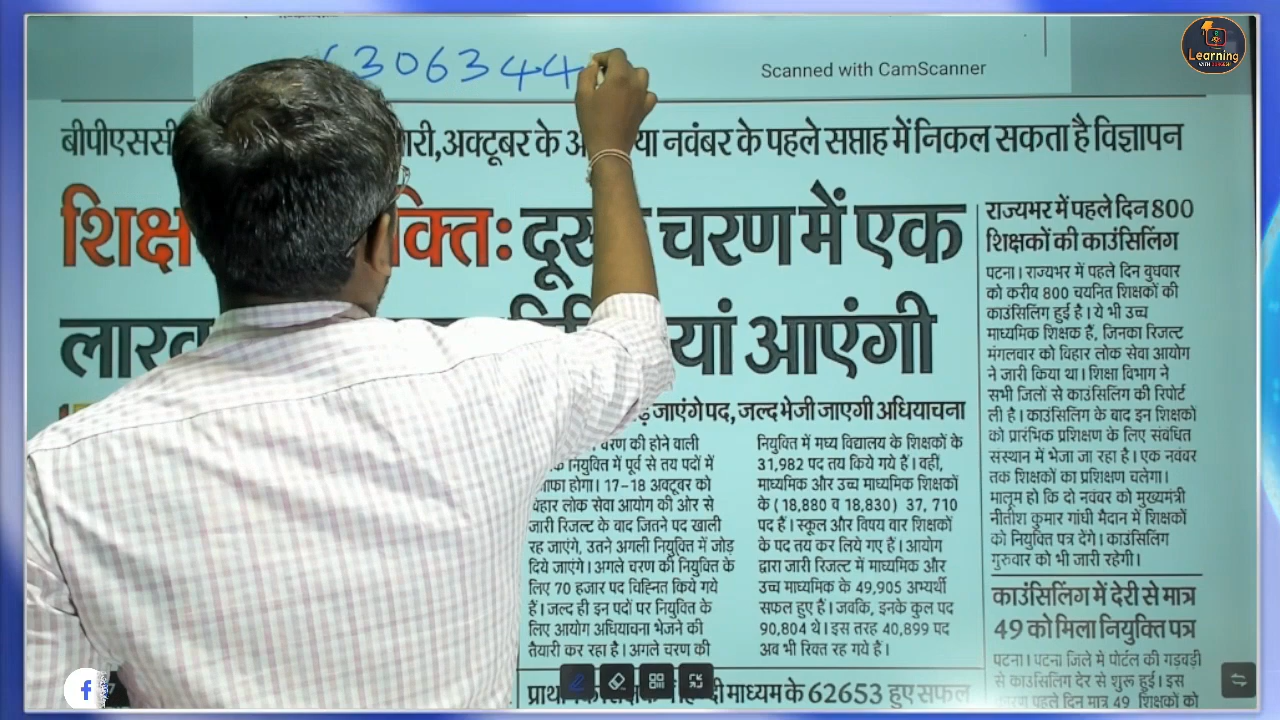 6306344
Scanned with CamScanner
Learning
बीपीएससी
अक्टूबर के
नवंबर के पहले सप्ताह में निकल सकता है विज्ञापन
चरण में एक
आएंगी
जाएंगे पद, जल्द भेजी जाएगी अधियाचना
चरण की होने वाली
नियुक्ति में पूर्व से तय पदों में
होगा। 17-18 अक्टूबर को
लोक सेवा आयोग की ओर से
जारी रिजल्ट के बाद जितने पद खाली
रह जाएंगे, उतने अगली नियुक्ति में जोड़
दिये जाएंगे। अगले चरण की नियुक्ति के
लिए 70 हजार पद चिह्नित किये गये
हैं। जल्द ही इन पदों पर नियुक्ति के
लिए आयोग अधियाचना भेजने की
तैयारी कर रहा है। अगले चरण की
नियुक्ति में मध्य विद्यालय के शिक्षकों के
31,982 पद तय किये गये हैं। वहीं,
माध्यमिक और उच्च माध्यमिक शिक्षकों
के (18,880 व 18,830) 37, 710
पद हैं। स्कूल और विषय वार शिक्षकों
के पद तय कर लिये गए हैं। आयोग
द्वारा जारी रिजल्ट में माध्यमिक और
उच्च माध्यमिक के 49,905 अभ्यर्थी
सफल हुए हैं। जबकि, इनके कुल पद
90,804 थे। इस तरह 40,899 पद
अब भी रिक्त रह गये हैं।
माध्यम के 62653 हुए सफल
राज्यभर में पहले दिन 800
शिक्षकों की काउंसिलिंग
पटना। राज्यभर में पहले दिन बुधवार
को करीब 800 चयनित शिक्षकों की
काउंसिलिंग हुई है। ये भी उच्च
माध्यमिक शिक्षक हैं, जिनका रिजल्ट
मंगलवार को बिहार लोक सेवा आयोग
ने जारी किया था। शिक्षा विभाग ने
सभी जिलों से काउंसिलिंग की रिपोर्ट
ली है। काउंसिलिंग के बाद इन शिक्षकों
को प्रारंभिक प्रशिक्षण के लिए संबंधित
संस्थान में भेजा जा रहा है। एक नवंबर
तक शिक्षकों का प्रशिक्षण चलेगा।
मालूम हो कि दो नवंबर को मुख्यमंत्री
नीतीश कुमार गांधी मैदान में शिक्षकों
को नियुक्ति पत्र देंगे। काउंसिलिंग
गुरुवार को भी जारी रहेगी।
काउंसिलिंग में देरी से मात्र
49 को मिला नियुक्ति पत्र
पटना। पटना जिले मे पोर्टल की गड़बड़ी
से काउंसिलिंग देर से शुरू हुई। इस
कारण पहले दिन मात्र 49 शिक्षकों को